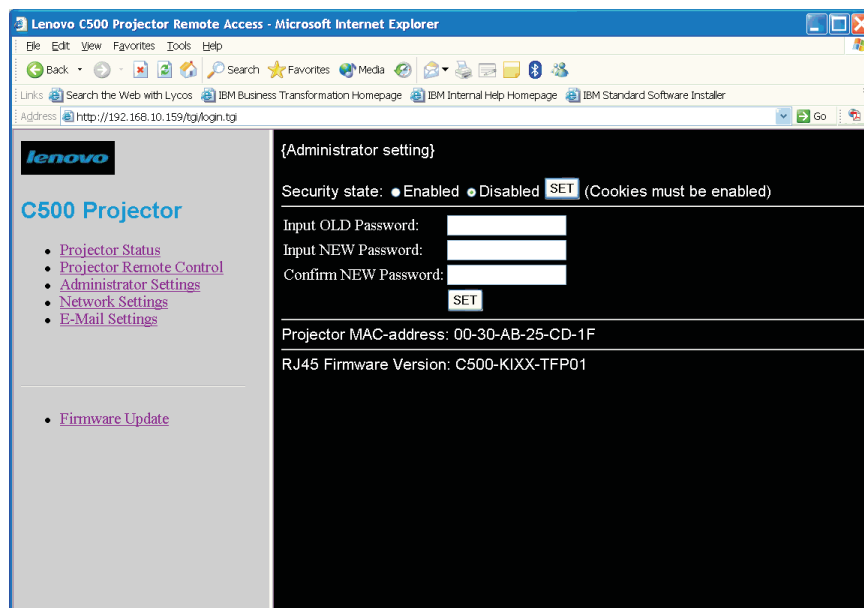 Lenovo C500 Projector Remote Access - Microsoft Internet Explorer
File Edit View Favorites Tools Help
Back Search Favorites Media
Links Search the Web with Lycos IBM Business Transformation Homepage IBM Internal Help Homepage IBM Standard Software Installer
Address http://192.168.10.159/tgi/login.tgi Go
lenovo
C500 Projector
Projector Status
Projector Remote Control
Administrator Settings
Network Settings
E-Mail Settings
Firmware Update
{Administrator setting}
Security state: Enabled Disabled SET (Cookies must be enabled)
Input OLD Password:
Input NEW Password:
Confirm NEW Password:
SET
Projector MAC-address: 00-30-AB-25-CD-1F
RJ45 Firmware Version: C500-KIXX-TFP01